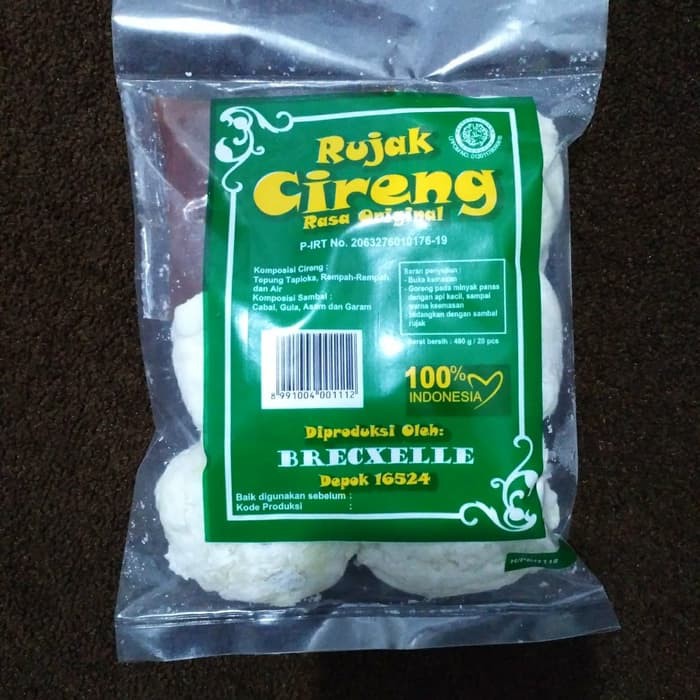 Rujak
Cireng
Rasa Original
P-IRT No. 2063276010176-19
Komposisi Cireng :
Tepung Tapioka, Rempah-Rempah
dan Air
Komposisi Sambal :
Cabai, Gula, Asam dan Garam
Saran penyajian :
- Buka kemasan
- Goreng pada minyak panas
dengan api kecil, sampai
warna keemasan
- Hidangkan dengan sambal
rujak
Berat bersih : 480 g / 20 pcs
8 991004 001112
100%
INDONESIA
Diproduksi Oleh:
BRECXELLE
Depok 16524
Baik digunakan sebelum :
Kode Produksi :